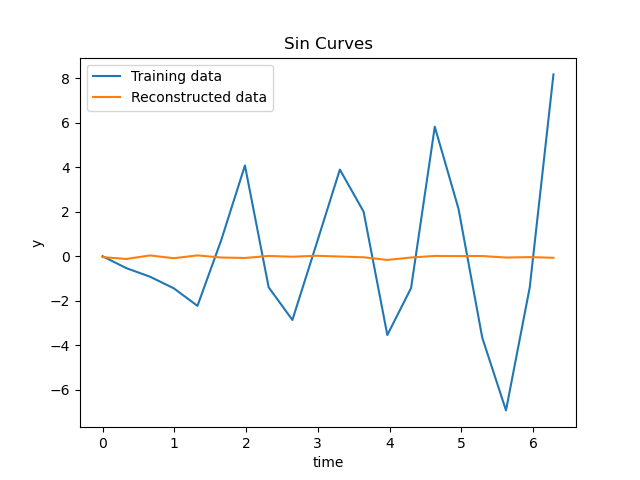 Sin Curves
Training data
Reconstructed data
8
6
4
2
0
−2
−4
−6
y
0 1 2 3 4 5 6
time